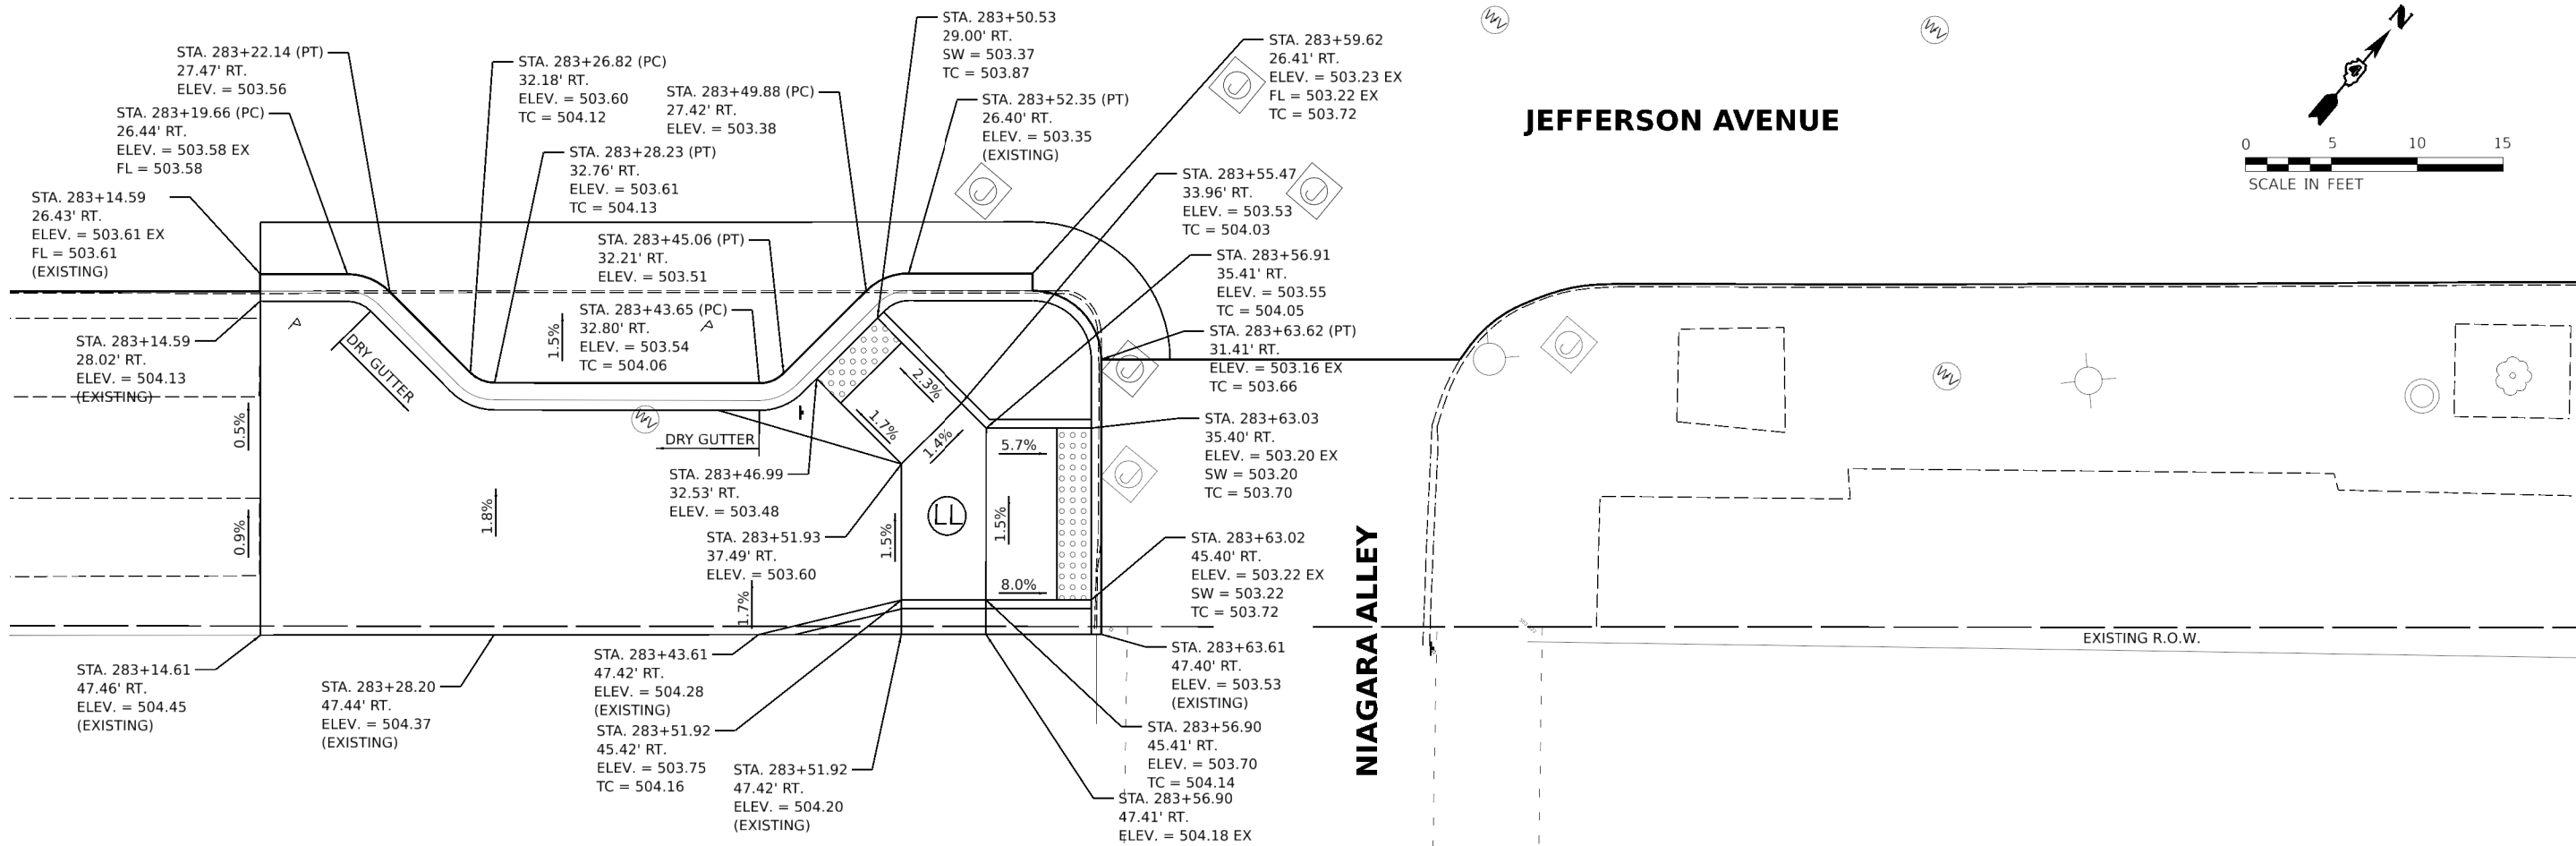 STA. 283+50.53
29.00' RT.
SW = 503.37
TC = 503.87
STA. 283+59.62
26.41' RT.
ELEV. = 503.23 EX
FL = 503.22 EX
TC = 503.72
STA. 283+22.14 (PT)
27.47' RT.
ELEV. = 503.56
STA. 283+26.82 (PC)
32.18' RT.
ELEV. = 503.60
TC = 504.12
STA. 283+49.88 (PC)
27.42' RT.
ELEV. = 503.38
STA. 283+52.35 (PT)
26.40' RT.
ELEV. = 503.35
(EXISTING)
STA. 283+19.66 (PC)
26.44' RT.
ELEV. = 503.58 EX
FL = 503.58
STA. 283+28.23 (PT)
32.76' RT.
ELEV. = 503.61
TC = 504.13
STA. 283+14.59
26.43' RT.
ELEV. = 503.61 EX
FL = 503.61
(EXISTING)
STA. 283+55.47
33.96' RT.
ELEV. = 503.53
TC = 504.03
STA. 283+45.06 (PT)
32.21' RT.
ELEV. = 503.51
STA. 283+56.91
35.41' RT.
ELEV. = 503.55
TC = 504.05
STA. 283+43.65 (PC)
32.80' RT.
ELEV. = 503.54
TC = 504.06
STA. 283+63.62 (PT)
31.41' RT.
ELEV. = 503.16 EX
TC = 503.66
STA. 283+14.59
28.02' RT.
ELEV. = 504.13
(EXISTING)
STA. 283+63.03
35.40' RT.
ELEV. = 503.20 EX
SW = 503.20
TC = 503.70
STA. 283+46.99
32.53' RT.
ELEV. = 503.48
STA. 283+51.93
37.49' RT.
ELEV. = 503.60
STA. 283+63.02
45.40' RT.
ELEV. = 503.22 EX
SW = 503.22
TC = 503.72
STA. 283+14.61
47.46' RT.
ELEV. = 504.45
(EXISTING)
STA. 283+28.20
47.44' RT.
ELEV. = 504.37
(EXISTING)
STA. 283+43.61
47.42' RT.
ELEV. = 504.28
(EXISTING)
STA. 283+51.92
45.42' RT.
ELEV. = 503.75
TC = 504.16
STA. 283+51.92
47.42' RT.
ELEV. = 504.20
(EXISTING)
STA. 283+63.61
47.40' RT.
ELEV. = 503.53
(EXISTING)
STA. 283+56.90
45.41' RT.
ELEV. = 503.70
TC = 504.14
STA. 283+56.90
47.41' RT.
ELEV. = 504.18 EX
DRY GUTTER
DRY GUTTER
1.5%
0.5%
0.9%
1.8%
1.7%
2.3%
1.7%
1.4%
1.5%
1.5%
5.7%
8.0%
LL
WV
WV
WV
WV
JEFFERSON AVENUE
NIAGARA ALLEY
EXISTING R.O.W.
N
0 5 10 15
SCALE IN FEET